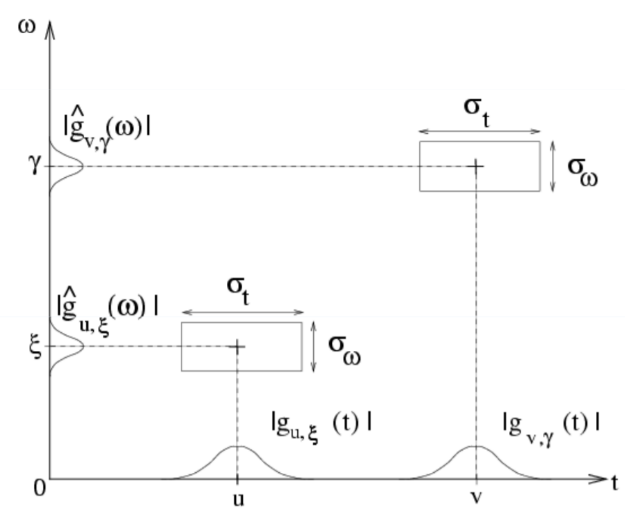 ω
σt
|ĝv,γ(ω)|
γ
σω
σt
|ĝu,ξ(ω)|
ξ
σω
|gu,ξ(t)|
|gv,γ(t)|
0
u
v
t